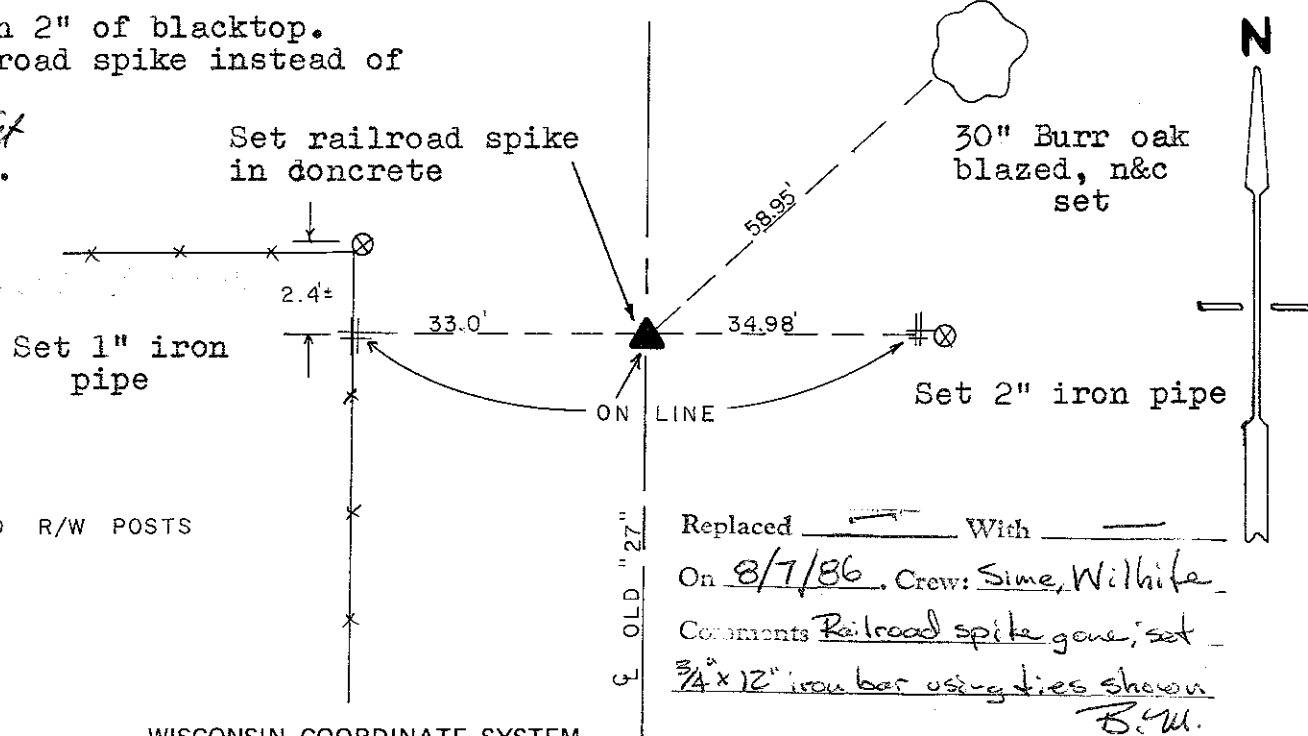 n 2" of blacktop.
road spike instead of
.
Set railroad spike
in doncrete
N
30" Burr oak
blazed, n&c
set
58.95'
2.4'±
33.0'
34.98'
Set 1" iron
pipe
Set 2" iron pipe
ON LINE
R/W POSTS
℄ OLD "27"
Replaced — With —
On 8/7/86. Crew: Sime, Wilhite
Comments Railroad spike gone; set
3/4" x 12" iron bar using ties shown
B.M.
WISCONSIN COORDINATE SYSTEM